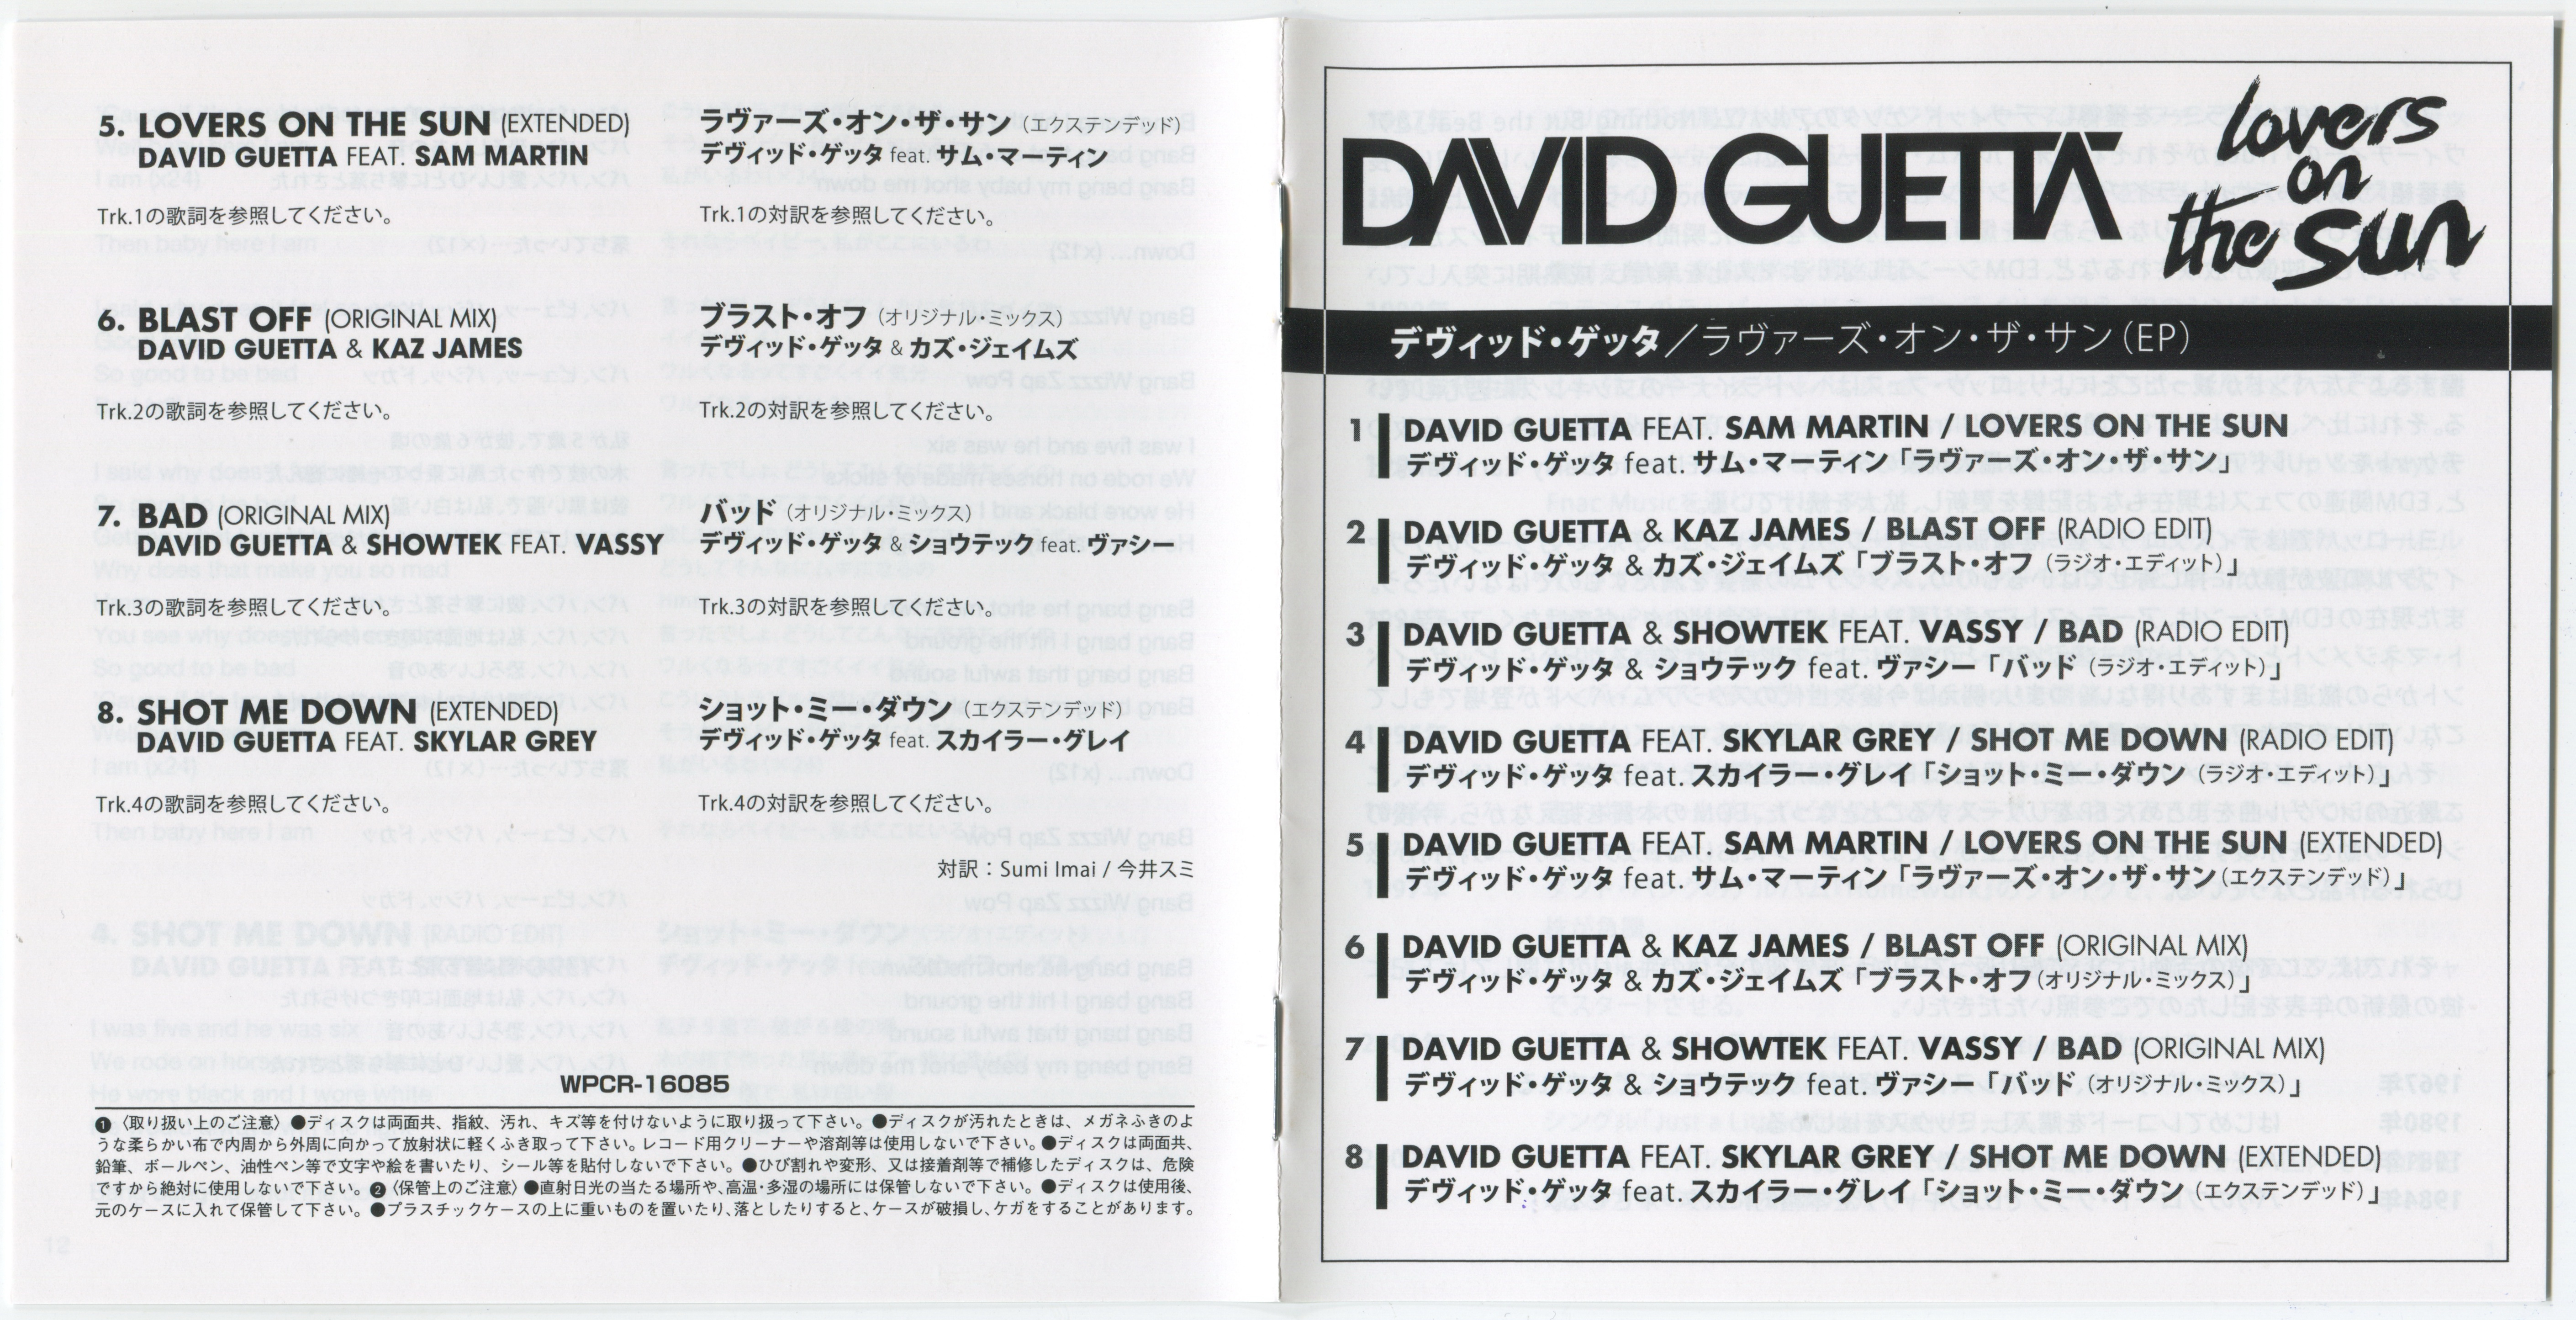 5. LOVERS ON THE SUN (EXTENDED)
DAVID GUETTA FEAT. SAM MARTIN
Trk.1の歌詞を参照してください。
ラヴァーズ・オン・ザ・サン (エクステンデッド)
デヴィッド・ゲッタ feat. サム・マーティン
Trk.1の対訳を参照してください。
6. BLAST OFF (ORIGINAL MIX)
DAVID GUETTA & KAZ JAMES
Trk.2の歌詞を参照してください。
ブラスト・オフ (オリジナル・ミックス)
デヴィッド・ゲッタ & カズ・ジェイムズ
Trk.2の対訳を参照してください。
7. BAD (ORIGINAL MIX)
DAVID GUETTA & SHOWTEK FEAT. VASSY
Trk.3の歌詞を参照してください。
バッド (オリジナル・ミックス)
デヴィッド・ゲッタ & ショウテック feat. ヴァシー
Trk.3の対訳を参照してください。
8. SHOT ME DOWN (EXTENDED)
DAVID GUETTA FEAT. SKYLAR GREY
Trk.4の歌詞を参照してください。
ショット・ミー・ダウン (エクステンデッド)
デヴィッド・ゲッタ feat. スカイラー・グレイ
Trk.4の対訳を参照してください。
対訳：Sumi Imai / 今井スミ
WPCR-16085
❶〈取り扱い上のご注意〉●ディスクは両面共、指紋、汚れ、キズ等を付けないように取り扱って下さい。●ディスクが汚れたときは、メガネふきのよ
うな柔らかい布で内周から外周に向かって放射状に軽くふき取って下さい。レコード用クリーナーや溶剤等は使用しないで下さい。●ディスクは両面共、
鉛筆、ボールペン、油性ペン等で文字や絵を書いたり、シール等を貼付しないで下さい。●ひび割れや変形、又は接着剤等で補修したディスクは、危険
ですから絶対に使用しないで下さい。❷〈保管上のご注意〉●直射日光の当たる場所や、高温・多湿の場所には保管しないで下さい。●ディスクは使用後、
元のケースに入れて保管して下さい。●プラスチックケースの上に重いものを置いたり、落としたりすると、ケースが破損し、ケガをすることがあります。
DAVID GUETTA
lovers
on
the sun
デヴィッド・ゲッタ／ラヴァーズ・オン・ザ・サン(EP)
1 DAVID GUETTA FEAT. SAM MARTIN / LOVERS ON THE SUN
デヴィッド・ゲッタ feat. サム・マーティン「ラヴァーズ・オン・ザ・サン」
2 DAVID GUETTA & KAZ JAMES / BLAST OFF (RADIO EDIT)
デヴィッド・ゲッタ & カズ・ジェイムズ「ブラスト・オフ (ラジオ・エディット)」
3 DAVID GUETTA & SHOWTEK FEAT. VASSY / BAD (RADIO EDIT)
デヴィッド・ゲッタ & ショウテック feat. ヴァシー「バッド (ラジオ・エディット)」
4 DAVID GUETTA FEAT. SKYLAR GREY / SHOT ME DOWN (RADIO EDIT)
デヴィッド・ゲッタ feat. スカイラー・グレイ「ショット・ミー・ダウン (ラジオ・エディット)」
5 DAVID GUETTA FEAT. SAM MARTIN / LOVERS ON THE SUN (EXTENDED)
デヴィッド・ゲッタ feat. サム・マーティン「ラヴァーズ・オン・ザ・サン(エクステンデッド)」
6 DAVID GUETTA & KAZ JAMES / BLAST OFF (ORIGINAL MIX)
デヴィッド・ゲッタ & カズ・ジェイムズ「ブラスト・オフ(オリジナル・ミックス)」
7 DAVID GUETTA & SHOWTEK FEAT. VASSY / BAD (ORIGINAL MIX)
デヴィッド・ゲッタ & ショウテック feat. ヴァシー「バッド (オリジナル・ミックス)」
8 DAVID GUETTA FEAT. SKYLAR GREY / SHOT ME DOWN (EXTENDED)
デヴィッド・ゲッタ feat. スカイラー・グレイ「ショット・ミー・ダウン (エクステンデッド)」